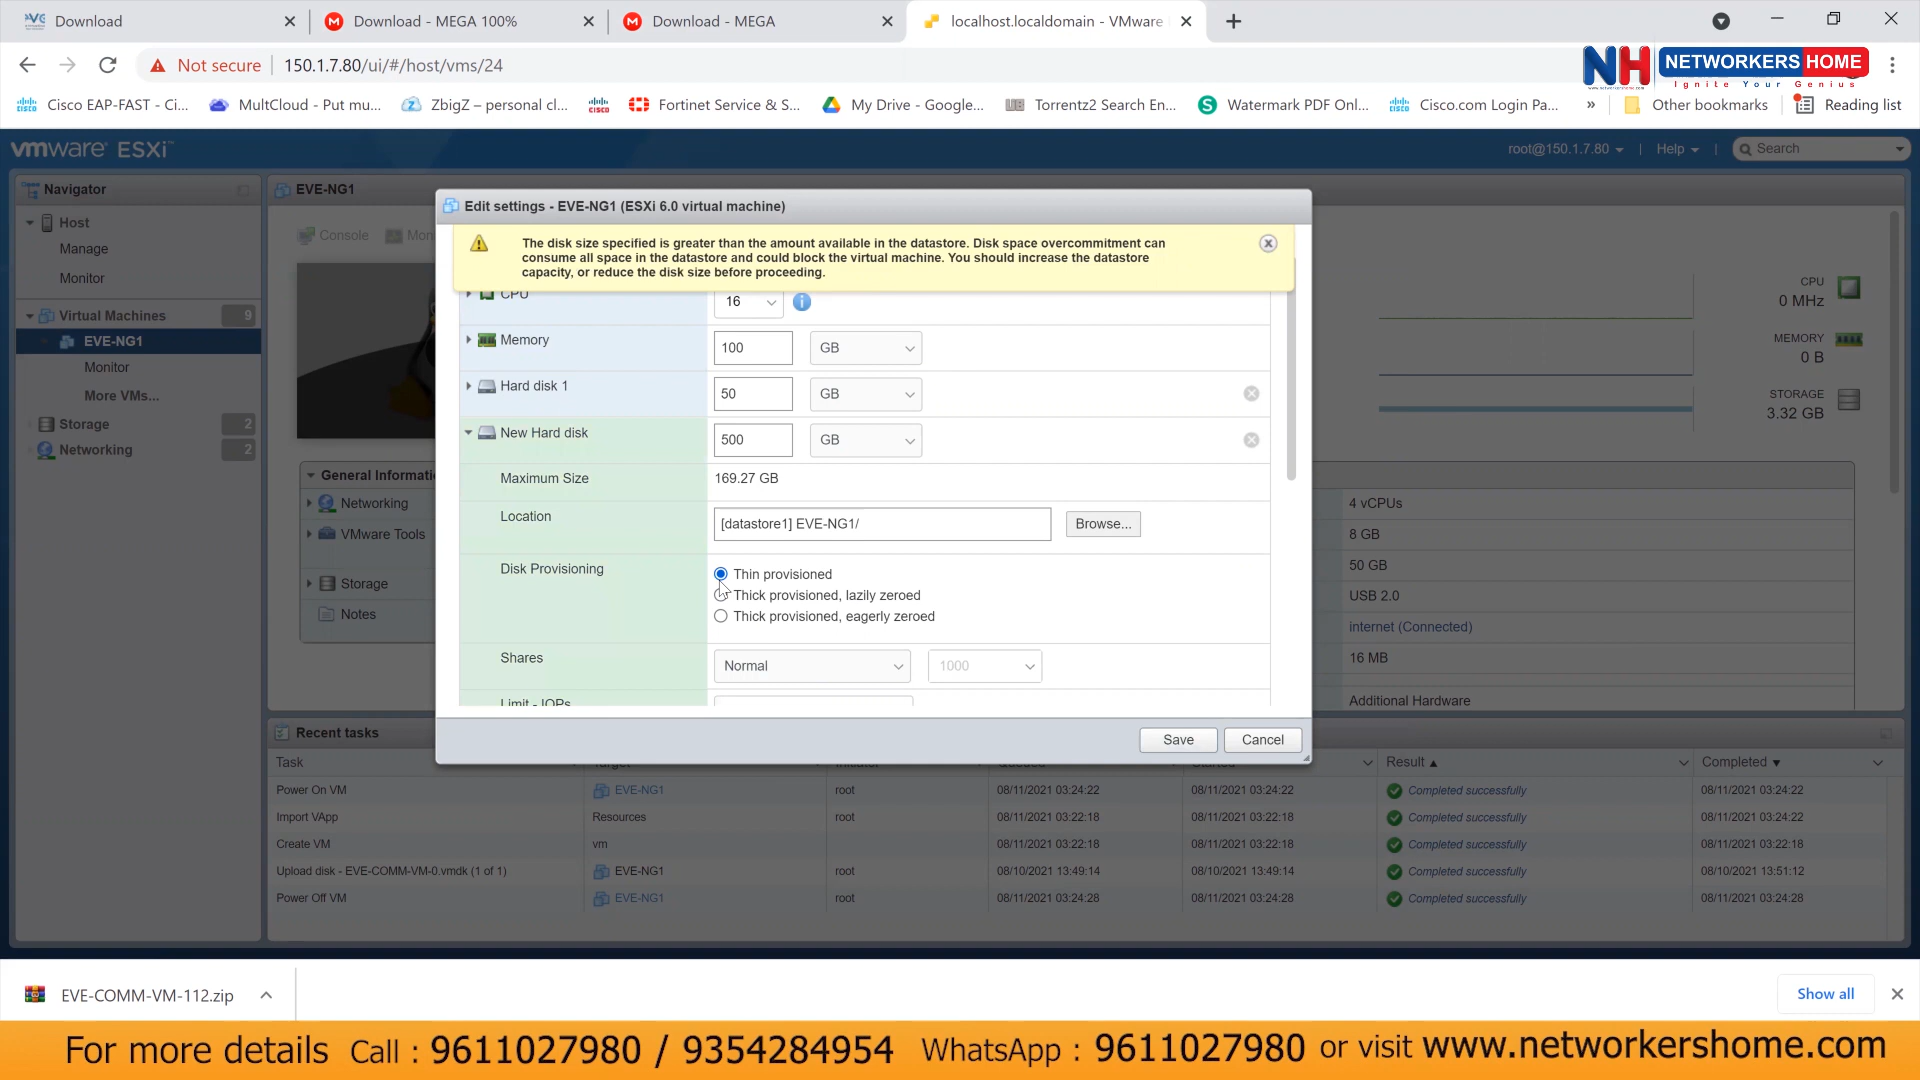 Download
Download - MEGA 100%
Download - MEGA
localhost.localdomain - VMware
Not secure
150.1.7.80/ui/#/host/vms/24
NH NETWORKERS HOME
Ignite Your Genius
www.networkershome.com
Cisco EAP-FAST - Ci...
MultCloud - Put mu...
ZbigZ – personal cl...
Fortinet Service & S...
My Drive - Google...
Torrentz2 Search En...
Watermark PDF Onl...
Cisco.com Login Pa...
»
Other bookmarks
Reading list
vmware ESXi
root@150.1.7.80
Help
Search
Navigator
Host
Manage
Monitor
Virtual Machines 9
EVE-NG1
Monitor
More VMs...
Storage 2
Networking 2
EVE-NG1
Console
Mon
General Informati
Networking
VMware Tools
Storage
Notes
Edit settings - EVE-NG1 (ESXi 6.0 virtual machine)
The disk size specified is greater than the amount available in the datastore. Disk space overcommitment can
consume all space in the datastore and could block the virtual machine. You should increase the datastore
capacity, or reduce the disk size before proceeding.
CPU 16
Memory 100 GB
Hard disk 1 50 GB
New Hard disk 500 GB
Maximum Size 169.27 GB
Location [datastore1] EVE-NG1/ Browse...
Disk Provisioning
Thin provisioned
Thick provisioned, lazily zeroed
Thick provisioned, eagerly zeroed
Shares Normal 1000
Limit - IOPs
Save Cancel
CPU
0 MHz
MEMORY
0 B
STORAGE
3.32 GB
4 vCPUs
8 GB
50 GB
USB 2.0
internet (Connected)
16 MB
Additional Hardware
Recent tasks
Task Target Initiator Queued Started Result ▲ Completed ▼
Power On VM EVE-NG1 root 08/11/2021 03:24:22 08/11/2021 03:24:22 Completed successfully 08/11/2021 03:24:22
Import VApp Resources root 08/11/2021 03:22:18 08/11/2021 03:22:18 Completed successfully 08/11/2021 03:24:22
Create VM vm 08/11/2021 03:22:18 08/11/2021 03:22:18 Completed successfully 08/11/2021 03:22:18
Upload disk - EVE-COMM-VM-0.vmdk (1 of 1) EVE-NG1 root 08/10/2021 13:49:14 08/10/2021 13:49:14 Completed successfully 08/10/2021 13:51:12
Power Off VM EVE-NG1 root 08/11/2021 03:24:28 08/11/2021 03:24:28 Completed successfully 08/11/2021 03:24:28
EVE-COMM-VM-112.zip
Show all
For more details Call : 9611027980 / 9354284954 WhatsApp : 9611027980 or visit www.networkershome.com